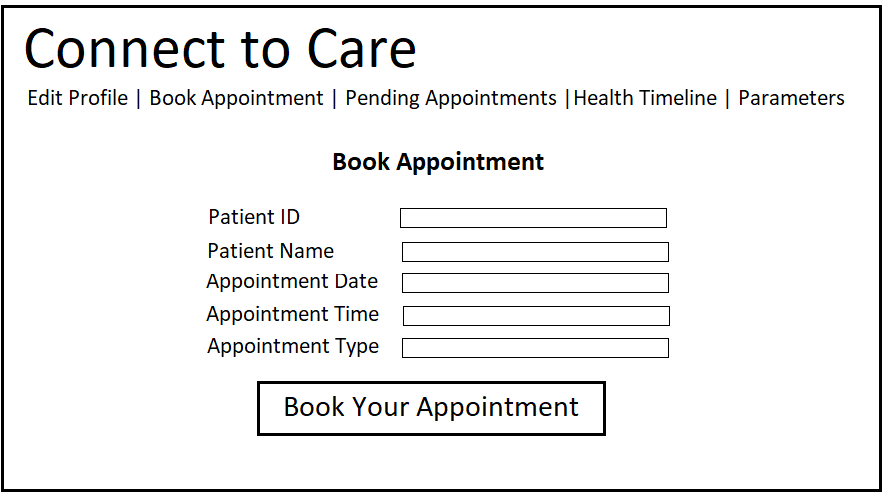 Connect to Care
Edit Profile | Book Appointment | Pending Appointments |Health Timeline | Parameters
Book Appointment
Patient ID
Patient Name
Appointment Date
Appointment Time
Appointment Type
Book Your Appointment